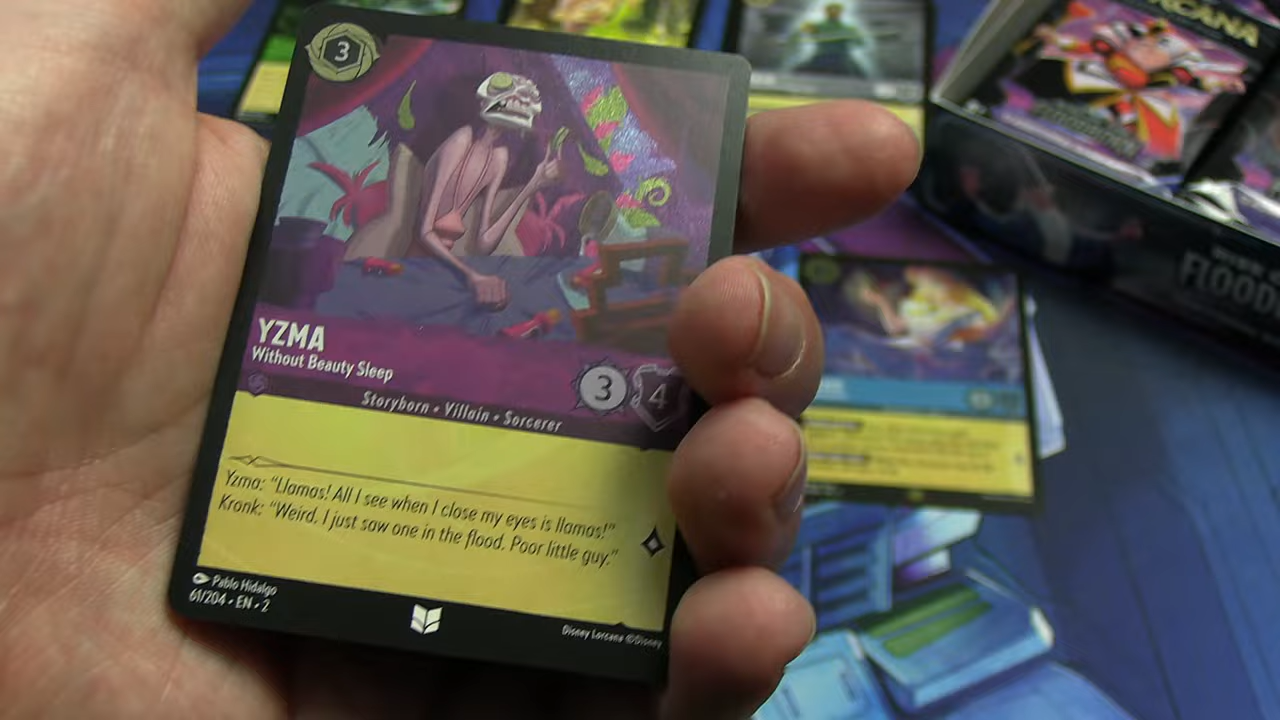 3
YZMA
Without Beauty Sleep
3 4
Storyborn • Villain • Sorcerer
Yzma: “Llamas! All I see when I close my eyes is llamas!”
Kronk: “Weird. I just saw one in the flood. Poor little guy.”
Pablo Hidalgo
61/204 • EN • 2
Disney Lorcana ©Disney
RCANA
FLOOD